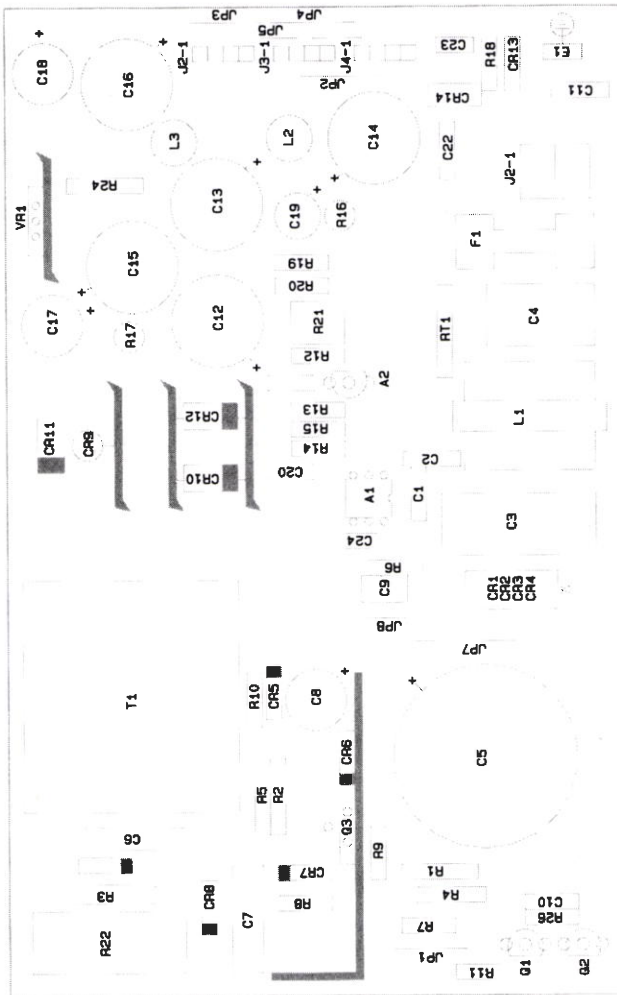 JP3
JP4
JP5
C18
C16
J2-1
J3-1
J4-1
JP2
C23
R18
CR13
E1
CR14
C11
L3
L2
C14
C22
J2-1
R24
VR1
C13
C19
R16
F1
C15
R19
R20
C17
R17
C12
R21
RT1
C4
R12
A2
CR11
CR9
CR12
R13
R15
R14
L1
CR10
C20
C2
A1
C1
C3
C24
R6
C9
CR1
CR2
CR3
CR4
JP8
JP7
T1
R10
CR5
C8
CR6
C5
R5
R2
Q3
C6
R9
R3
CR7
R1
CR8
R8
R4
C10
R22
C7
R7
R26
JP1
R11
Q1
Q2